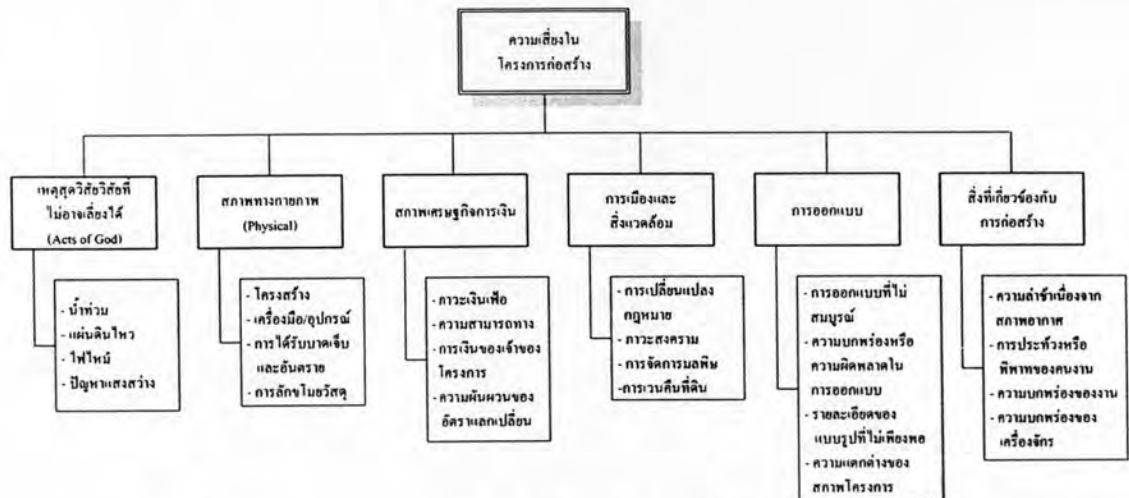 ความเสี่ยงใน
โครงการก่อสร้าง
เหตุสุดวิสัยวิสัยที่
ไม่อาจเลี่ยงได้
(Acts of God)
- น้ำท่วม
- แผ่นดินไหว
- ไฟไหม้
- ปัญหาแสงสว่าง
สภาพทางกายภาพ
(Physical)
- โครงสร้าง
- เครื่องมือ/อุปกรณ์
- การได้รับบาดเจ็บ
และอันตราย
- การลักขโมยวัสดุ
สภาพเศรษฐกิจการเงิน
- ภาวะเงินเฟ้อ
- ความสามารถทาง
- การเงินของเจ้าของ
โครงการ
- ความผันผวนของ
อัตราแลกเปลี่ยน
การเมืองและ
สิ่งแวดล้อม
- การเปลี่ยนแปลง
กฎหมาย
- ภาวะสงคราม
- การจัดการมลพิษ
- การเวนคืนที่ดิน
การออกแบบ
- การออกแบบที่ไม่
สมบูรณ์
- ความบกพร่องหรือ
ความผิดพลาดใน
การออกแบบ
- รายละเอียดของ
แบบรูปที่ไม่เพียงพอ
- ความแตกต่างของ
สภาพโครงการ
สิ่งที่เกี่ยวข้องกับ
การก่อสร้าง
- ความล่าช้าเนื่องจาก
สภาพอากาศ
- การประท้วงหรือ
พิพาทของคนงาน
- ความบกพร่องของงาน
- ความบกพร่องของ
เครื่องจักร